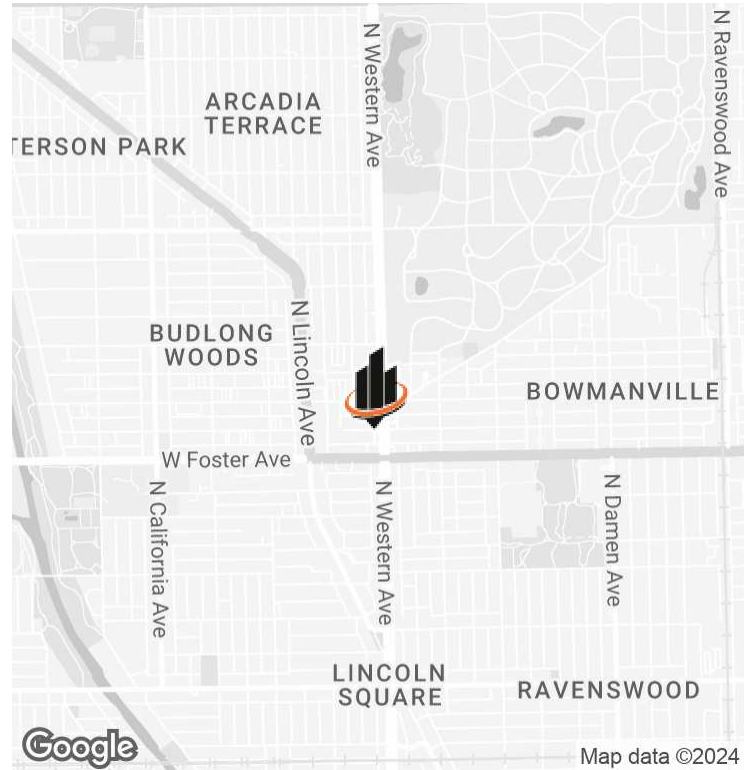 N Western Ave
N Ravenswood Ave
ARCADIA
TERRACE
TERSON PARK
N Lincoln Ave
BUDLONG
WOODS
BOWMANVILLE
W Foster Ave
N California Ave
N Western Ave
N Damen Ave
LINCOLN
SQUARE
RAVENSWOOD
Google
Map data ©2024